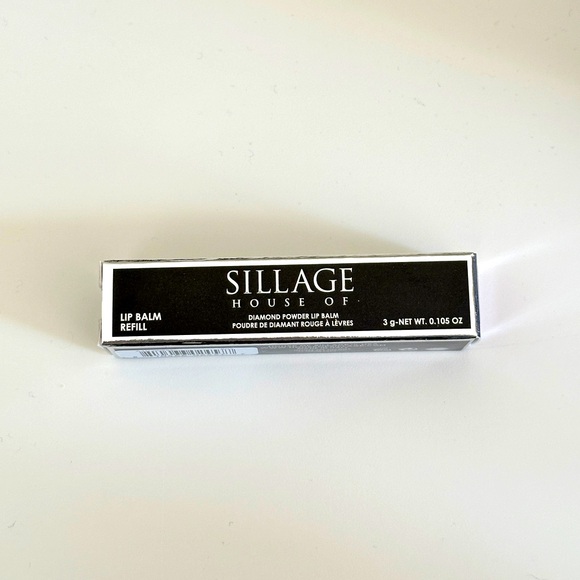 SILLAGE
HOUSE OF
LIP BALM
REFILL
DIAMOND POWDER LIP BALM
POUDRE DE DIAMANT ROUGE À LÈVRES
3 g-NET WT. 0.105 OZ